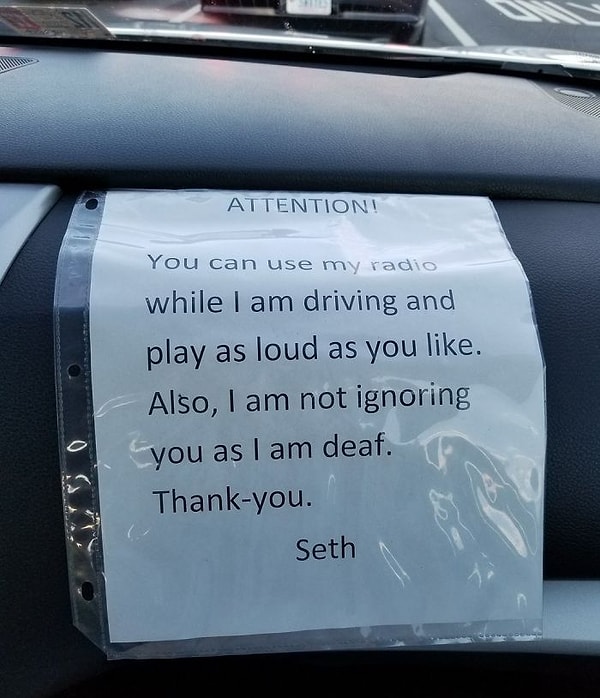 ATTENTION!
You can use my radio
while I am driving and
play as loud as you like.
Also, I am not ignoring
you as I am deaf.
Thank-you.
Seth